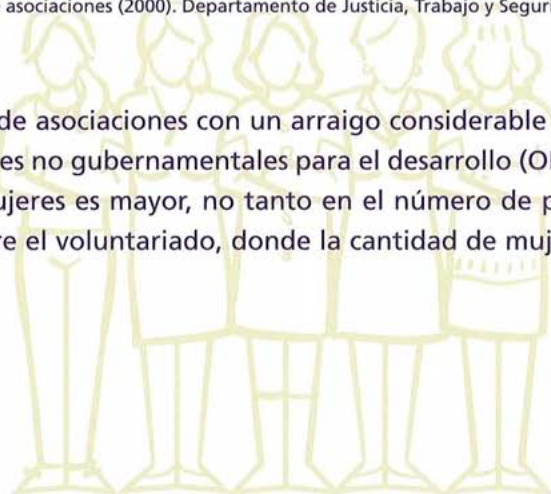 asociaciones (2000). Departamento de Justicia, Trabajo y
de asociaciones con un arraigo considerable
es no gubernamentales para el desarrollo
ujeres es mayor, no tanto en el número de p
re el voluntariado, donde la cantidad de muj